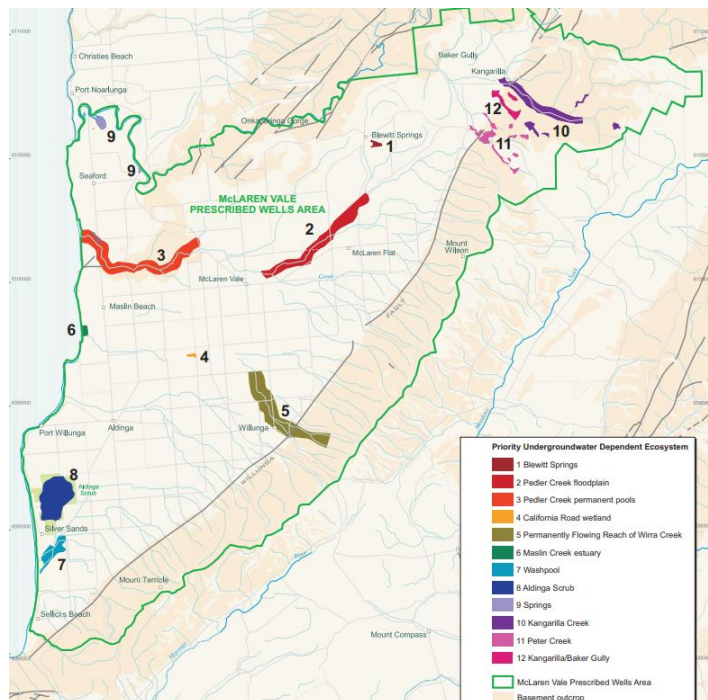 Christies Beach
Port Noarlunga
Baker Gully
Kangarilla
12
10
11
Onkaparinga Gorge
Blewitt Springs
1
9
9
Seaford
McLAREN VALE
PRESCRIBED WELLS AREA
2
3
McLaren Flat
Mount
Wilson
McLaren Vale
Creek
Creek
Maslin Beach
6
FAULT
4
Meadows
5
Port Willunga
Aldinga
Willunga
WILLUNGA
8
Aldinga
Scrub
Silver Sands
7
River
Mount Terrible
Sellicks Beach
Mount Compass
Priority Undergroundwater Dependent Ecosystem
1 Blewitt Springs
2 Pedler Creek floodplain
3 Pedler Creek permanent pools
4 California Road wetland
5 Permanently Flowing Reach of Wirra Creek
6 Maslin Creek estuary
7 Washpool
8 Aldinga Scrub
9 Springs
10 Kangarilla Creek
11 Peter Creek
12 Kangarilla/Baker Gully
McLaren Vale Prescribed Wells Area
Basement outcrop